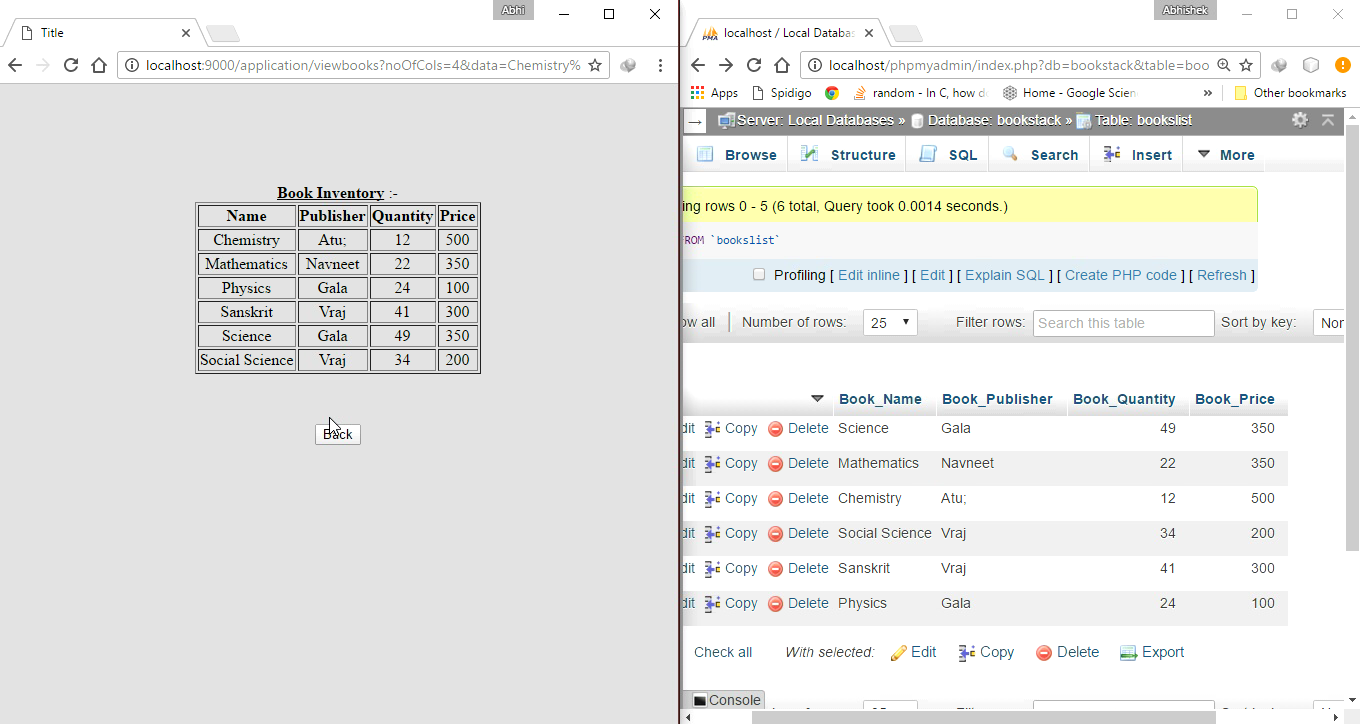 Abhi
Title
localhost:9000/application/viewbooks?noOfCols=4&data=Chemistry%
Book Inventory :-
Name Publisher Quantity Price
Chemistry Atu; 12 500
Mathematics Navneet 22 350
Physics Gala 24 100
Sanskrit Vraj 41 300
Science Gala 49 350
Social Science Vraj 34 200
Back
Abhishek
localhost / Local Databas
localhost/phpmyadmin/index.php?db=bookstack&table=boo
Apps Spidigo random - In C, how do Home - Google Scien » Other bookmarks
Server: Local Databases » Database: bookstack » Table: bookslist
Browse Structure SQL Search Insert More
ing rows 0 - 5 (6 total, Query took 0.0014 seconds.)
FROM `bookslist`
Profiling [ Edit inline ] [ Edit ] [ Explain SQL ] [ Create PHP code ] [ Refresh ]
ow all Number of rows: 25 Filter rows: Search this table Sort by key: Non
Book_Name Book_Publisher Book_Quantity Book_Price
dit Copy Delete Science Gala 49 350
dit Copy Delete Mathematics Navneet 22 350
dit Copy Delete Chemistry Atu; 12 500
dit Copy Delete Social Science Vraj 34 200
dit Copy Delete Sanskrit Vraj 41 300
dit Copy Delete Physics Gala 24 100
Check all With selected: Edit Copy Delete Export
Console